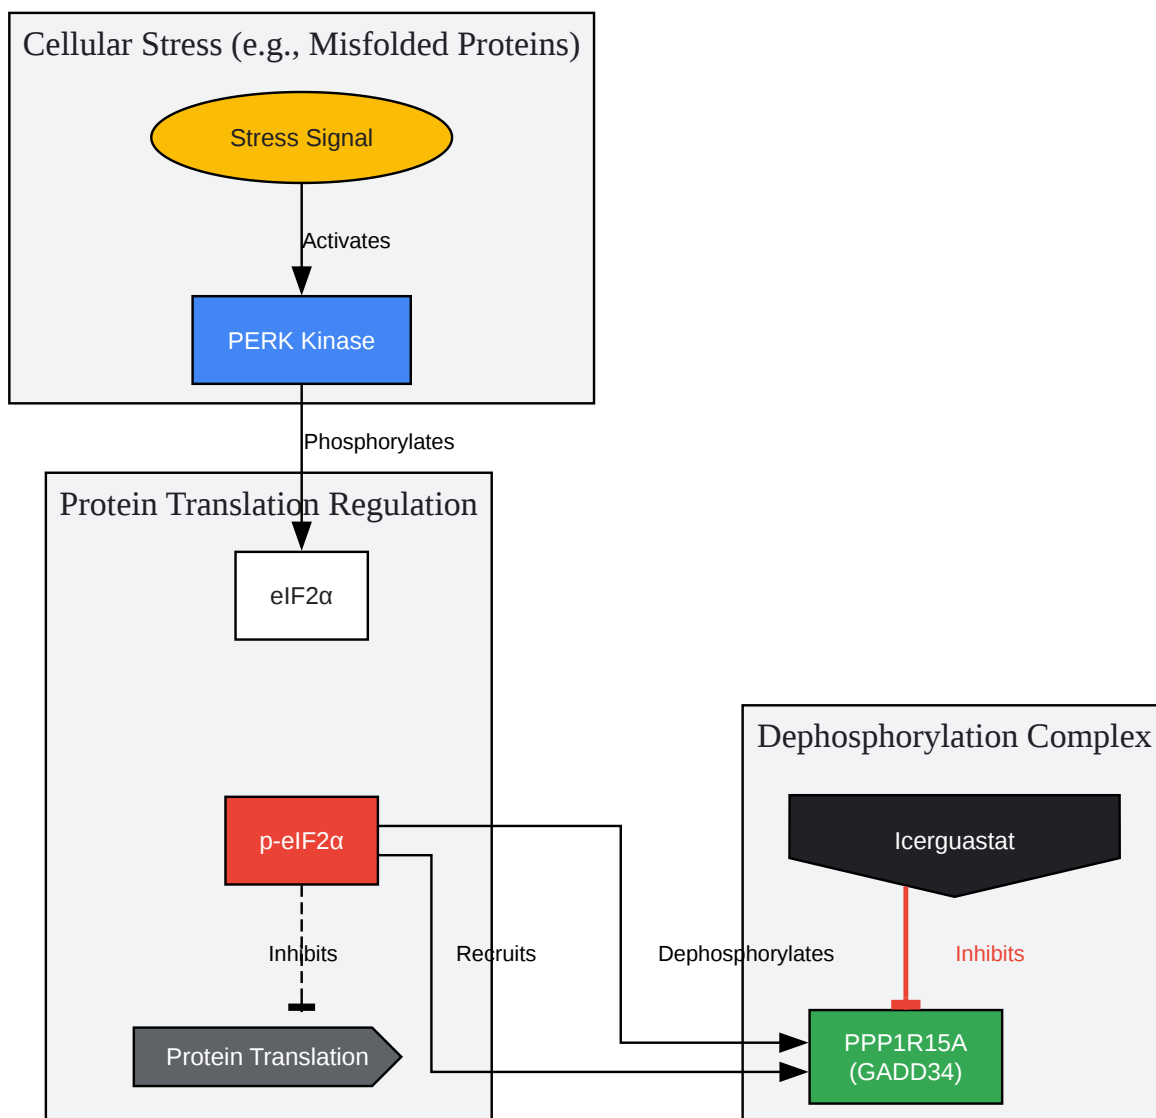 Cellular Stress (e.g., Misfolded Proteins)
Stress Signal
Activates
PERK Kinase
Phosphorylates
Protein Translation Regulation
eIF2α
p-eIF2α
Inhibits
Recruits
Protein Translation
Dephosphorylation Complex
Icerguastat
Dephosphorylates
Inhibits
PPP1R15A
(GADD34)